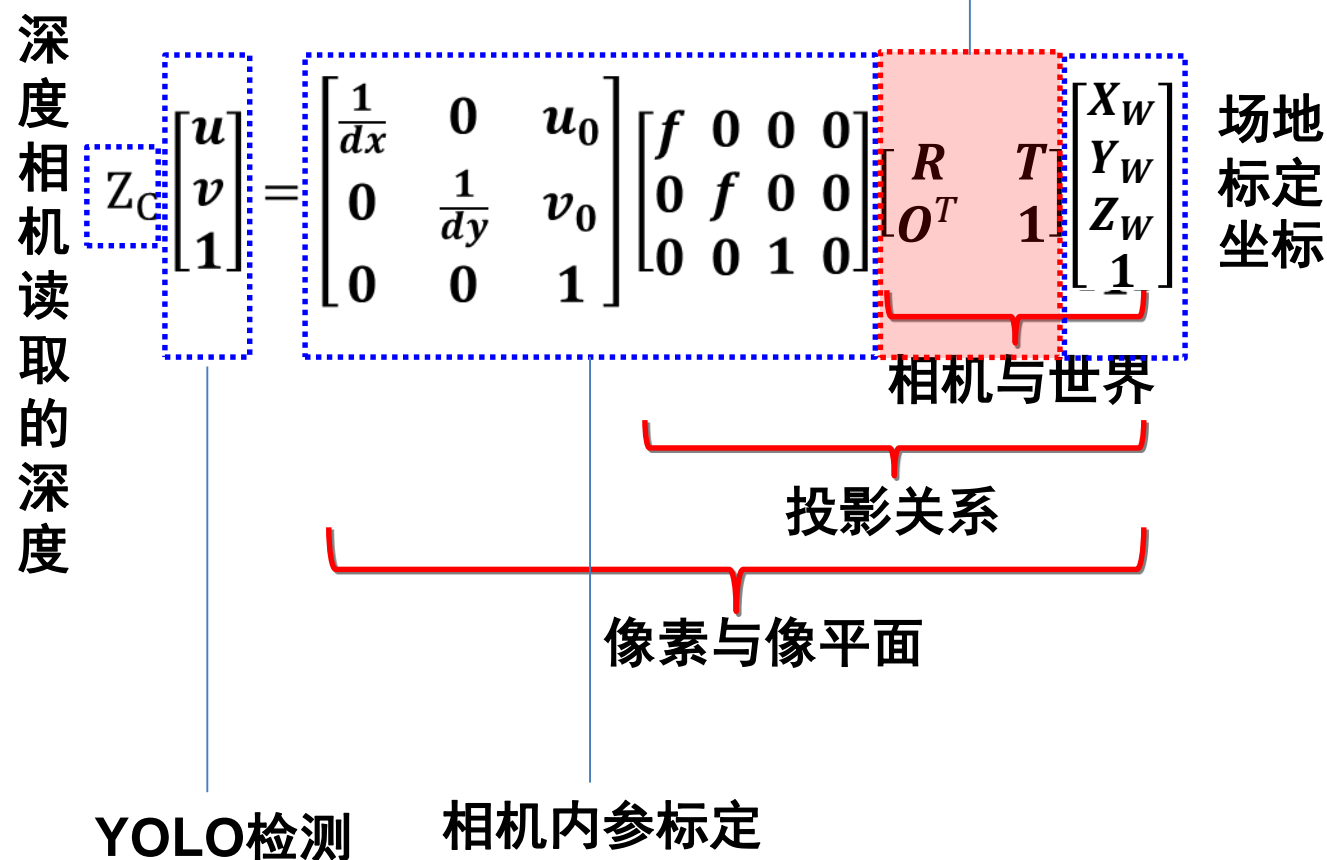 深度相机读取的深度
Z_C [u v 1] = [1/dx 0 u_0; 0 1/dy v_0; 0 0 1] [f 0 0 0; 0 f 0 0; 0 0 1 0] [R T; O^T 1] [X_W Y_W Z_W 1]
场地
标定
坐标
相机与世界
投影关系
像素与像平面
YOLO检测
相机内参标定